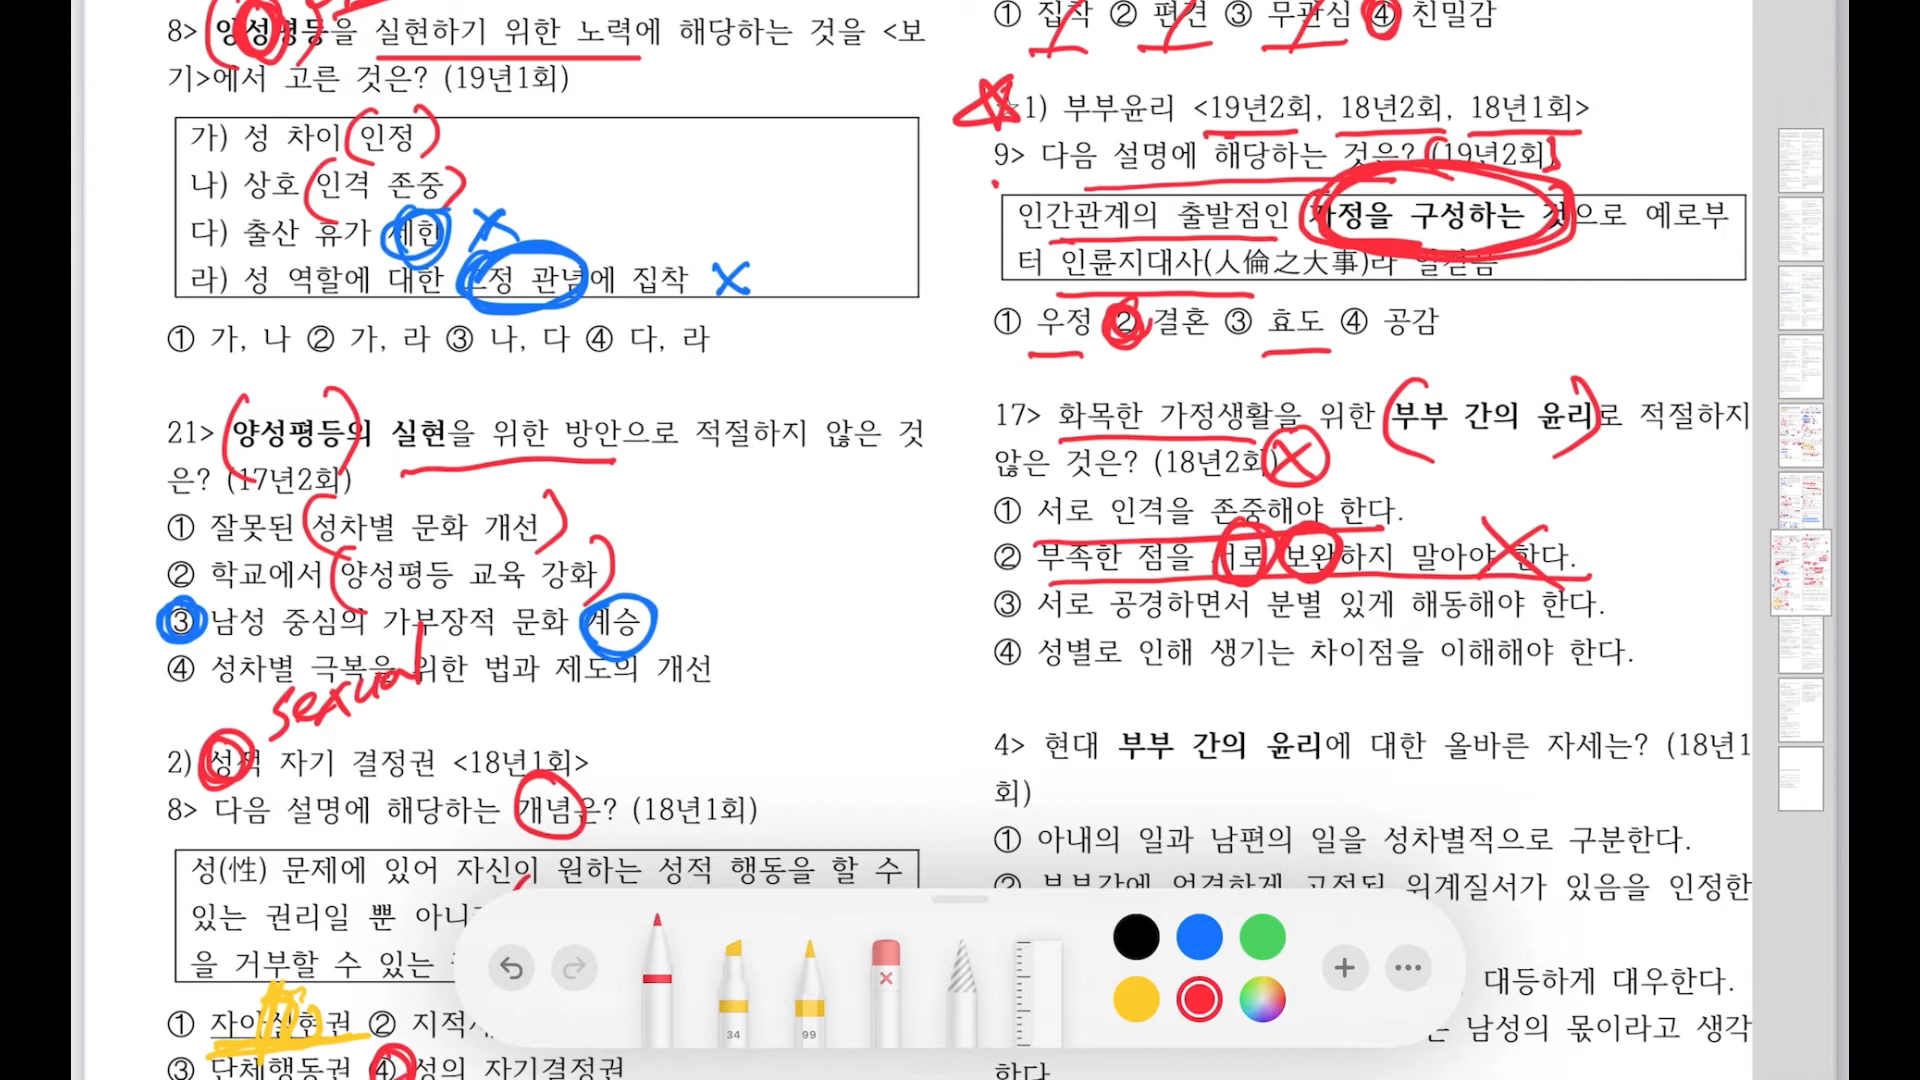 8> 양성평등을 실현하기 위한 노력에 해당하는 것을 <보
기>에서 고른 것은? (19년1회)
가) 성 차이 인정
나) 상호 인격 존중
다) 출산 휴가 제한
라) 성 역할에 대한 고정 관념에 집착
① 가, 나 ② 가, 라 ③ 나, 다 ④ 다, 라
21> 양성평등의 실현을 위한 방안으로 적절하지 않은 것
은? (17년2회)
① 잘못된 성차별 문화 개선
② 학교에서 양성평등 교육 강화
③ 남성 중심의 가부장적 문화 계승
④ 성차별 극복을 위한 법과 제도의 개선
sexual
2) 성적 자기 결정권 <18년1회>
8> 다음 설명에 해당하는 개념은? (18년1회)
성(性) 문제에 있어 자신이 원하는 성적 행동을 할 수
있는 권리일 뿐 아니
을 거부할 수 있는
① 자아실현권 ② 지적
③ 단체행동권 ④ 성의 자기결정권
① 집착 ② 편견 ③ 무관심 ④ 친밀감
☆1) 부부윤리 <19년2회, 18년2회, 18년1회>
9> 다음 설명에 해당하는 것은? (19년2회)
인간관계의 출발점인 가정을 구성하는 것으로 예로부
터 인륜지대사(人倫之大事)라 일컬음
① 우정 ② 결혼 ③ 효도 ④ 공감
17> 화목한 가정생활을 위한 부부 간의 윤리로 적절하지
않은 것은? (18년2회)
① 서로 인격을 존중해야 한다.
② 부족한 점을 서로 보완하지 말아야 한다.
③ 서로 공경하면서 분별 있게 해동해야 한다.
④ 성별로 인해 생기는 차이점을 이해해야 한다.
4> 현대 부부 간의 윤리에 대한 올바른 자세는? (18년1
회)
① 아내의 일과 남편의 일을 성차별적으로 구분한다.
② 부부간에 엄격하게 고정된 위계질서가 있음을 인정한
대등하게 대우한다.
남성의 몫이라고 생각
한다
34
99